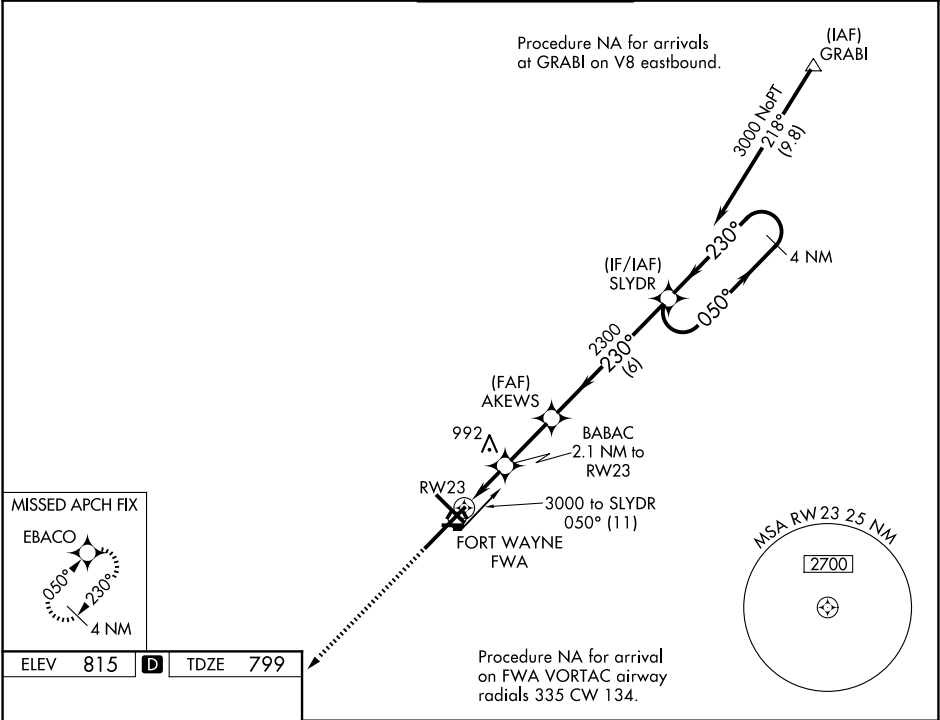 Procedure NA for arrivals
at GRABI on V8 eastbound.
(IAF)
GRABI
3000 NoPT
218°
(9.8)
230°
4 NM
050°
(IF/IAF)
SLYDR
2300
230°
(6)
(FAF)
AKEWS
992
BABAC
2.1 NM to
RW23
RW23
3000 to SLYDR
050° (11)
FORT WAYNE
FWA
MISSED APCH FIX
EBACO
050°
230°
4 NM
MSA RW23 25 NM
2700
ELEV 815 D TDZE 799
Procedure NA for arrival
on FWA VORTAC airway
radials 335 CW 134.